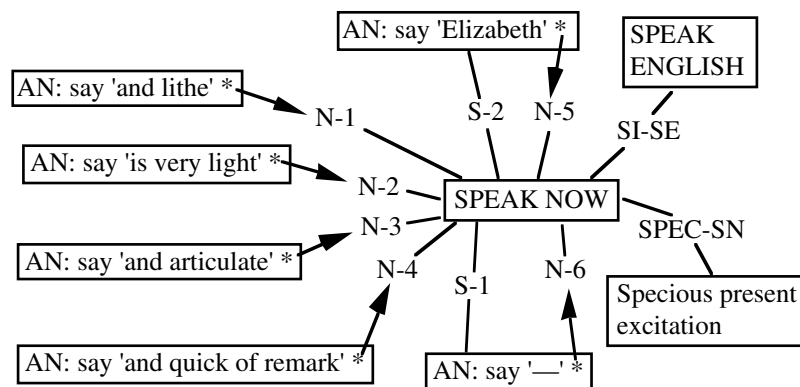 AN: say 'Elizabeth' *
SPEAK
ENGLISH
AN: say 'and lithe' *
N-1
S-2
N-5
SI-SE
AN: say 'is very light' *
N-2
SPEAK NOW
N-3
SPEC-SN
AN: say 'and articulate' *
N-4
S-1
N-6
Specious present
excitation
AN: say 'and quick of remark' *
AN: say '—' *